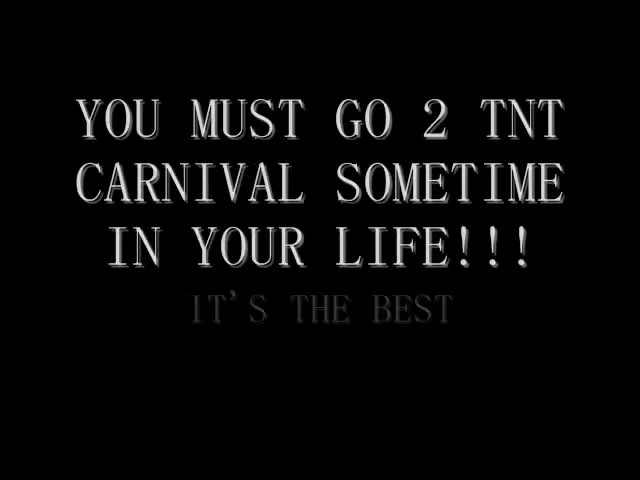 YOU MUST GO 2 TNT
CARNIVAL SOMETIME
IN YOUR LIFE!!!
IT'S THE BEST